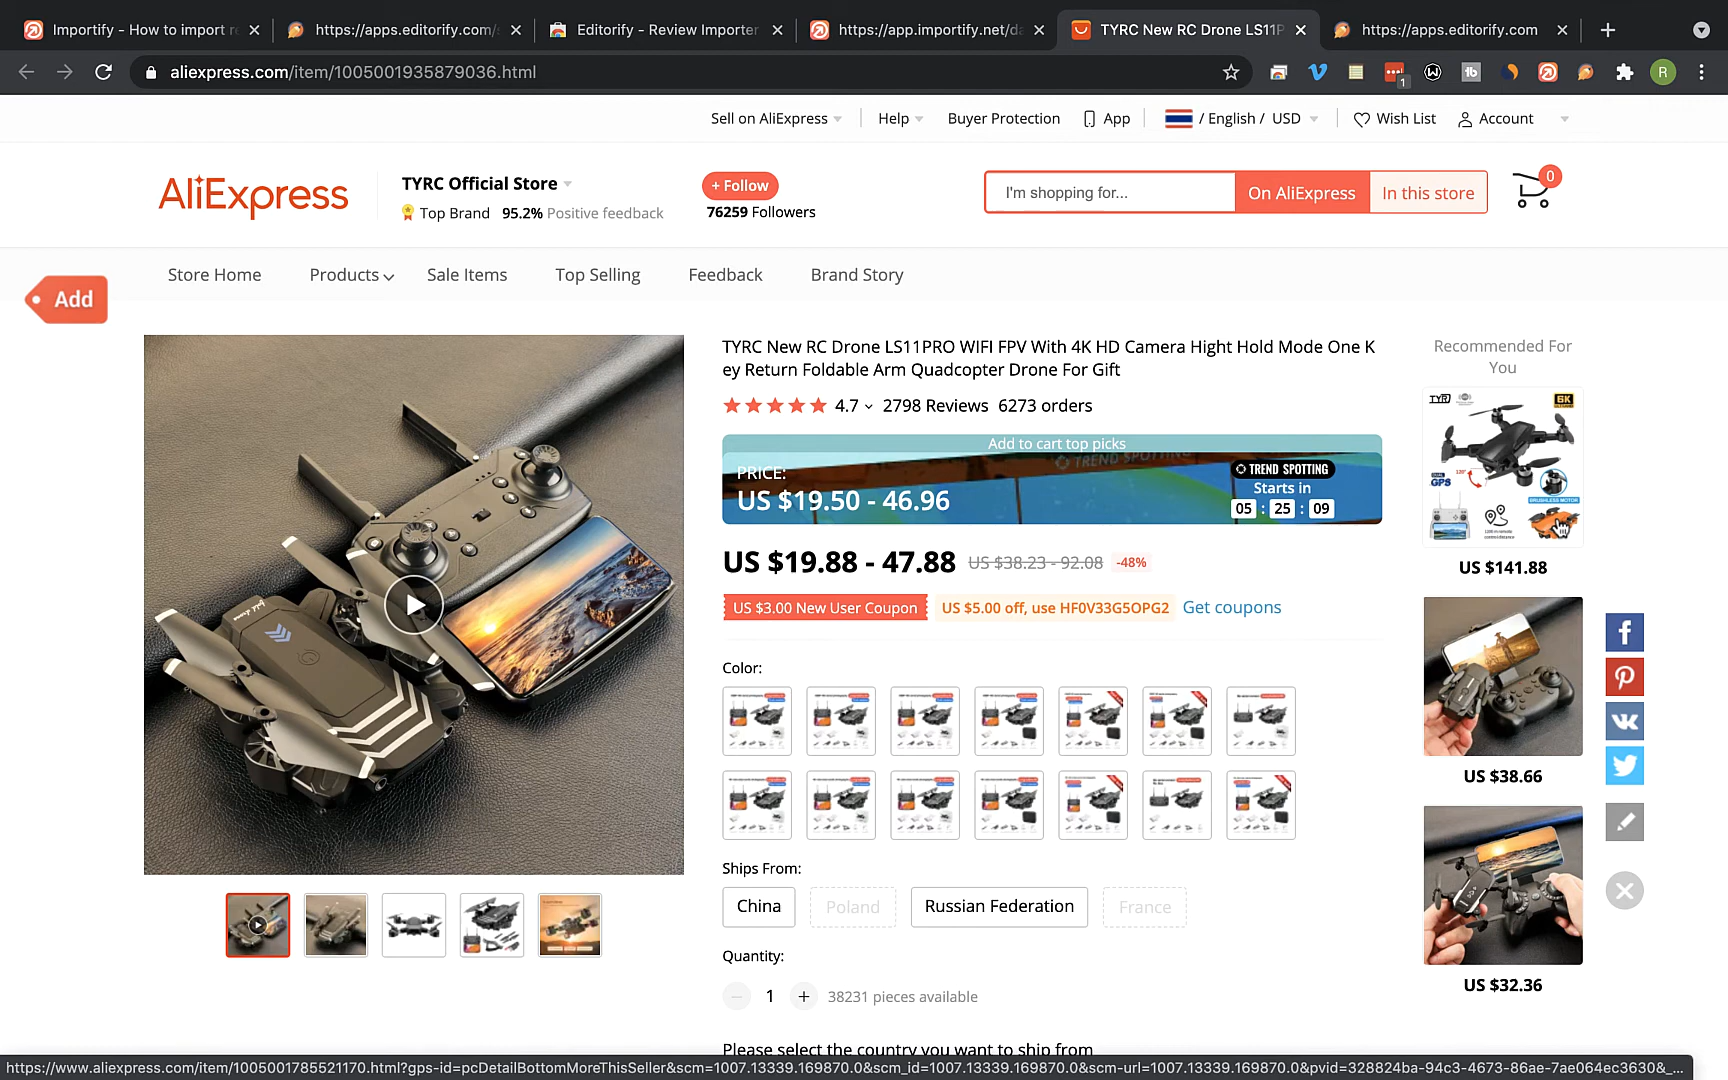 Importify - How to import re
https://apps.editorify.com/s
Editorify - Review Importer
https://app.importify.net/da
TYRC New RC Drone LS11P
https://apps.editorify.com
aliexpress.com/item/1005001935879036.html
1
R
Sell on AliExpress
Help
Buyer Protection
App
/ English / USD
Wish List
Account
AliExpress
TYRC Official Store
Top Brand 95.2% Positive feedback
+ Follow
76259 Followers
I'm shopping for...
On AliExpress
In this store
0
Store Home
Products
Sale Items
Top Selling
Feedback
Brand Story
Add
TYRC New RC Drone LS11PRO WIFI FPV With 4K HD Camera Hight Hold Mode One K
ey Return Foldable Arm Quadcopter Drone For Gift
4.7 2798 Reviews 6273 orders
Add to cart top picks
TREND SPOTTING
PRICE:
US $19.50 - 46.96
TREND SPOTTING
Starts in
05 : 25 : 09
US $19.88 - 47.88 US $38.23 - 92.08 -48%
US $3.00 New User Coupon
US $5.00 off, use HF0V33G5OPG2
Get coupons
Color:
Ships From:
China
Poland
Russian Federation
France
Quantity:
1
38231 pieces available
Please select the country you want to ship from
Recommended For
You
6K
GPS
120°
BRUSHLESS MOTOR
US $141.88
US $38.66
US $32.36
https://www.aliexpress.com/item/1005001785521170.html?gps-id=pcDetailBottomMoreThisSeller&scm=1007.13339.169870.0&scm_id=1007.13339.169870.0&scm-url=1007.13339.169870.0&pvid=328824ba-94c3-4673-86ae-7ae064ec3630&_...